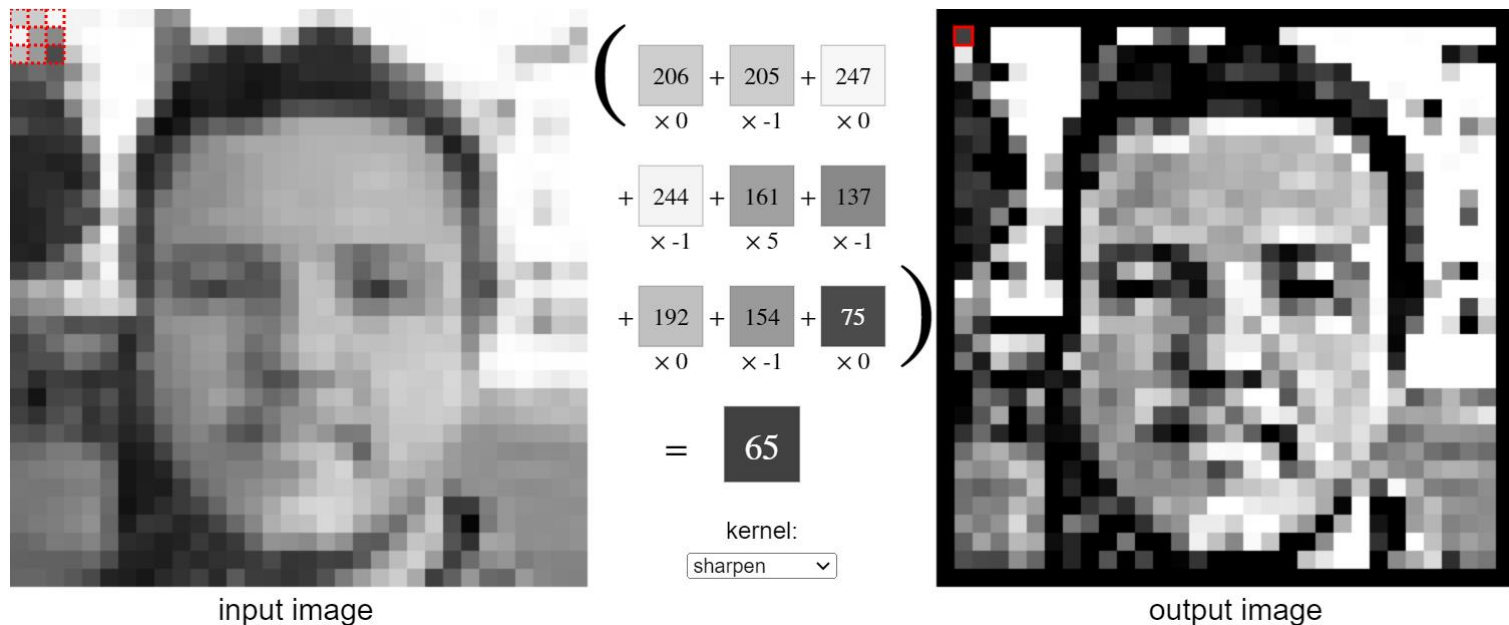 ( 206 + 205 + 247
× 0 × -1 × 0
+ 244 + 161 + 137
× -1 × 5 × -1
+ 192 + 154 + 75 )
× 0 × -1 × 0
= 65
kernel:
sharpen
input image
output image